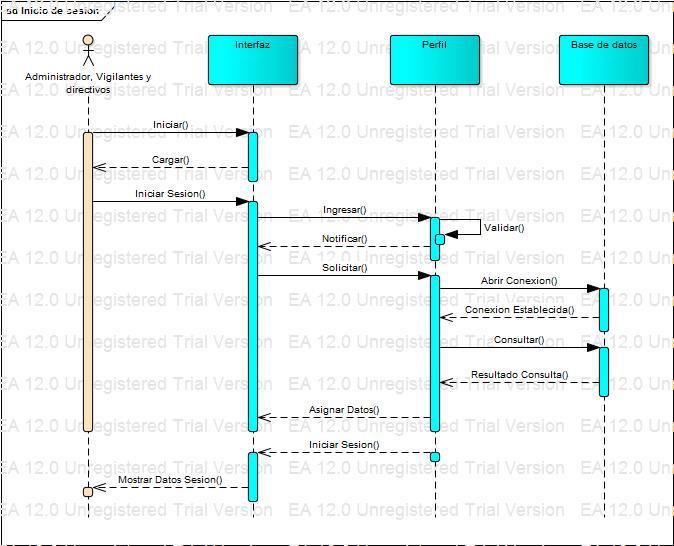 sd Inicio de sesion
Interfaz
Perfil
Base de datos
Administrador, Vigilantes y
directivos
Iniciar()
Cargar()
Iniciar Sesion()
Ingresar()
Validar()
Notificar()
Solicitar()
Abrir Conexion()
Conexion Establecida()
Consultar()
Resultado Consulta()
Asignar Datos()
Iniciar Sesion()
Mostrar Datos Sesion()
EA 12.0 Unregistered Trial Version